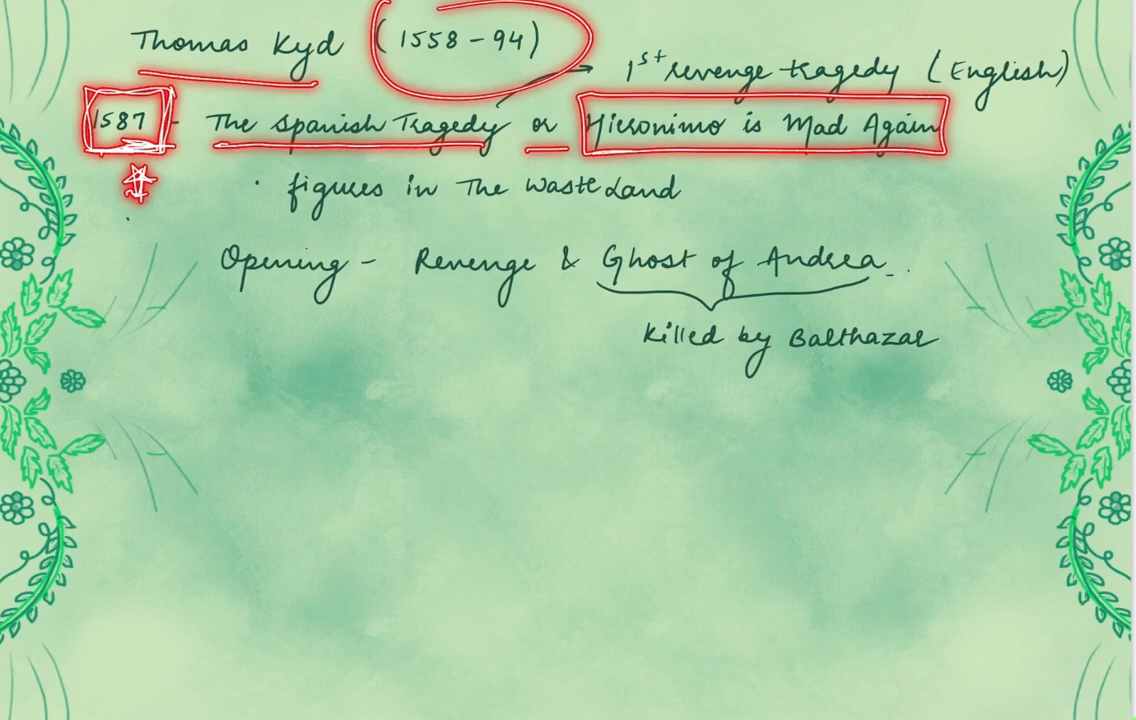 Thomas Kyd (1558-94)
1st revenge tragedy (English)
1587 - The Spanish Tragedy or Hieronimo is Mad Again
· figures in The Waste Land
Opening - Revenge & Ghost of Andrea.
Killed by Balthazar